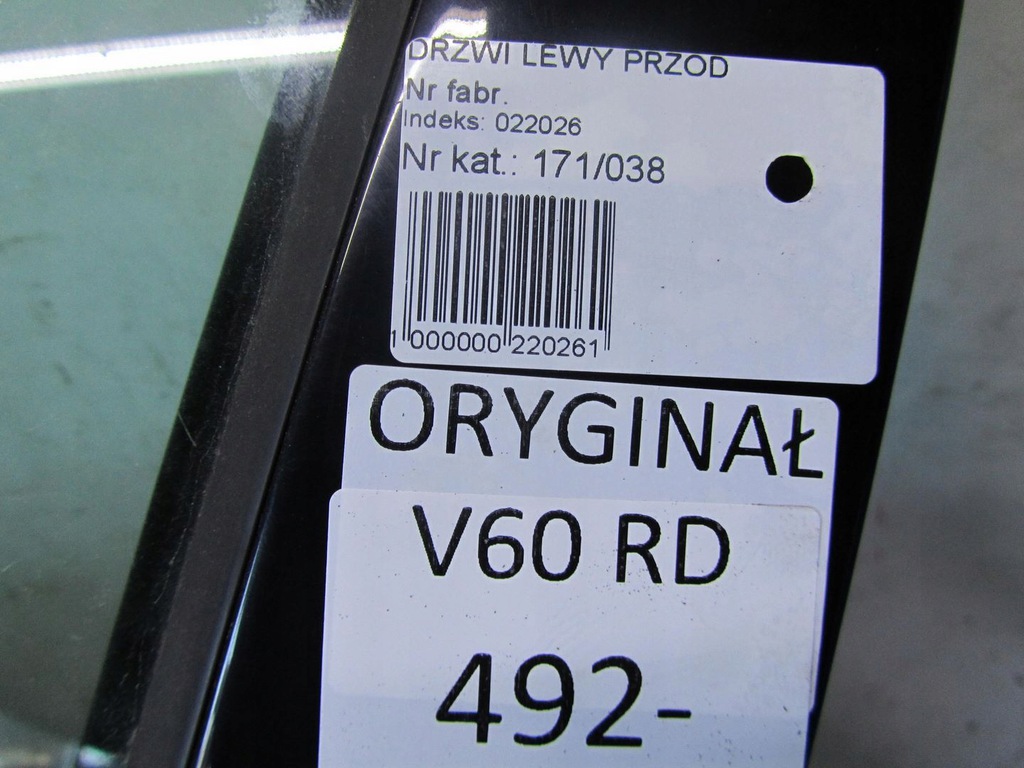 DRZWI LEWY PRZOD
Nr fabr.
Indeks: 022026
Nr kat.: 171/038
1 000000 220261
ORYGINAŁ
V60 RD
492-